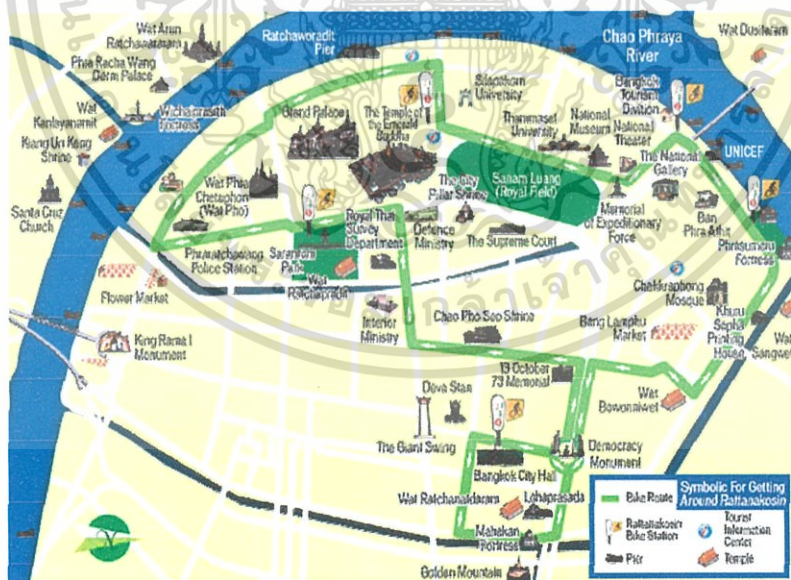 Wat Arun
Ratchawararam
Phra Racha Wang
Derm Palace
Wat
Kanlayanamit
Wichaiprasith
Fortress
Kiang Un Keng
Shrine
Santa Cruz
Church
Ratchaworadit
Pier
Grand Palace
The Temple of
the Emerald
Buddha
Silapakorn
University
Thammasat
University
National
Museum
National
Theater
Chao Phraya
River
Wat Dusitaram
Bangkok
Tourism
Division
UNICEF
The National
Gallery
Sanam Luang
(Royal Field)
Memorial
of Expeditionary
Force
Ban
Phra Athit
Phrasumeru
Fortress
Wat Phra
Chetuphon
(Wat Pho)
Royal Thai
Survey
Department
The City
Pillar Shrine
Defence
Ministry
The Supreme Court
Phraratchawang
Police Station
Saranrom
Park
Wat
Ratchapradit
Flower Market
King Rama I
Monument
Interior
Ministry
Chao Pho Seo Shrine
Chakkraphong
Mosque
Bang Lamphu
Market
Khuru
Sapha
Printing
House
Wat
Sangwet
13 October
73 Memorial
Wat
Bowonniwet
Deva Stan
The Giant Swing
Bangkok City Hall
Democracy
Monument
Wat Ratchanatdaram
Lohaprasada
Mahakan
Fortress
Golden Mountain
Symbolic For Getting
Around Rattanakosin
Bike Route
Rattanakosin
Bike Station
Tourist
Information
Center
Pier
Temple